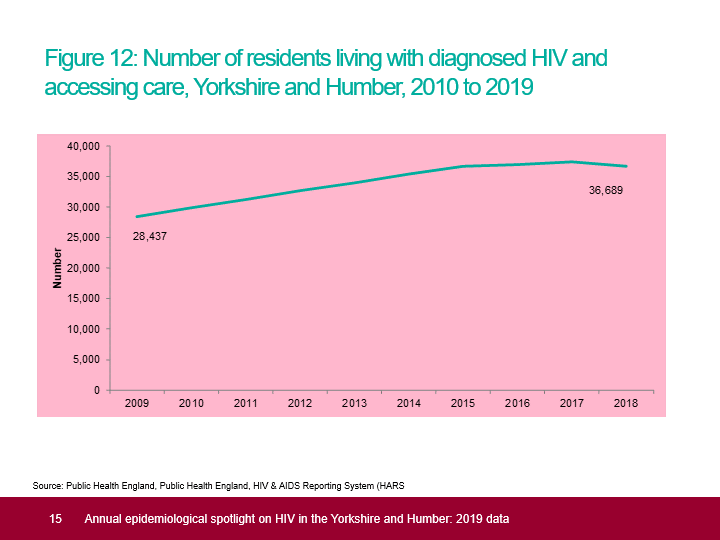 Figure 12: Number of residents living with diagnosed HIV and
accessing care, Yorkshire and Humber, 2010 to 2019
40,000
35,000
30,000
25,000
20,000
15,000
10,000
5,000
0
Number
28,437
36,689
2009 2010 2011 2012 2013 2014 2015 2016 2017 2018
Source: Public Health England, Public Health England, HIV & AIDS Reporting System (HARS
15 Annual epidemiological spotlight on HIV in the Yorkshire and Humber: 2019 data